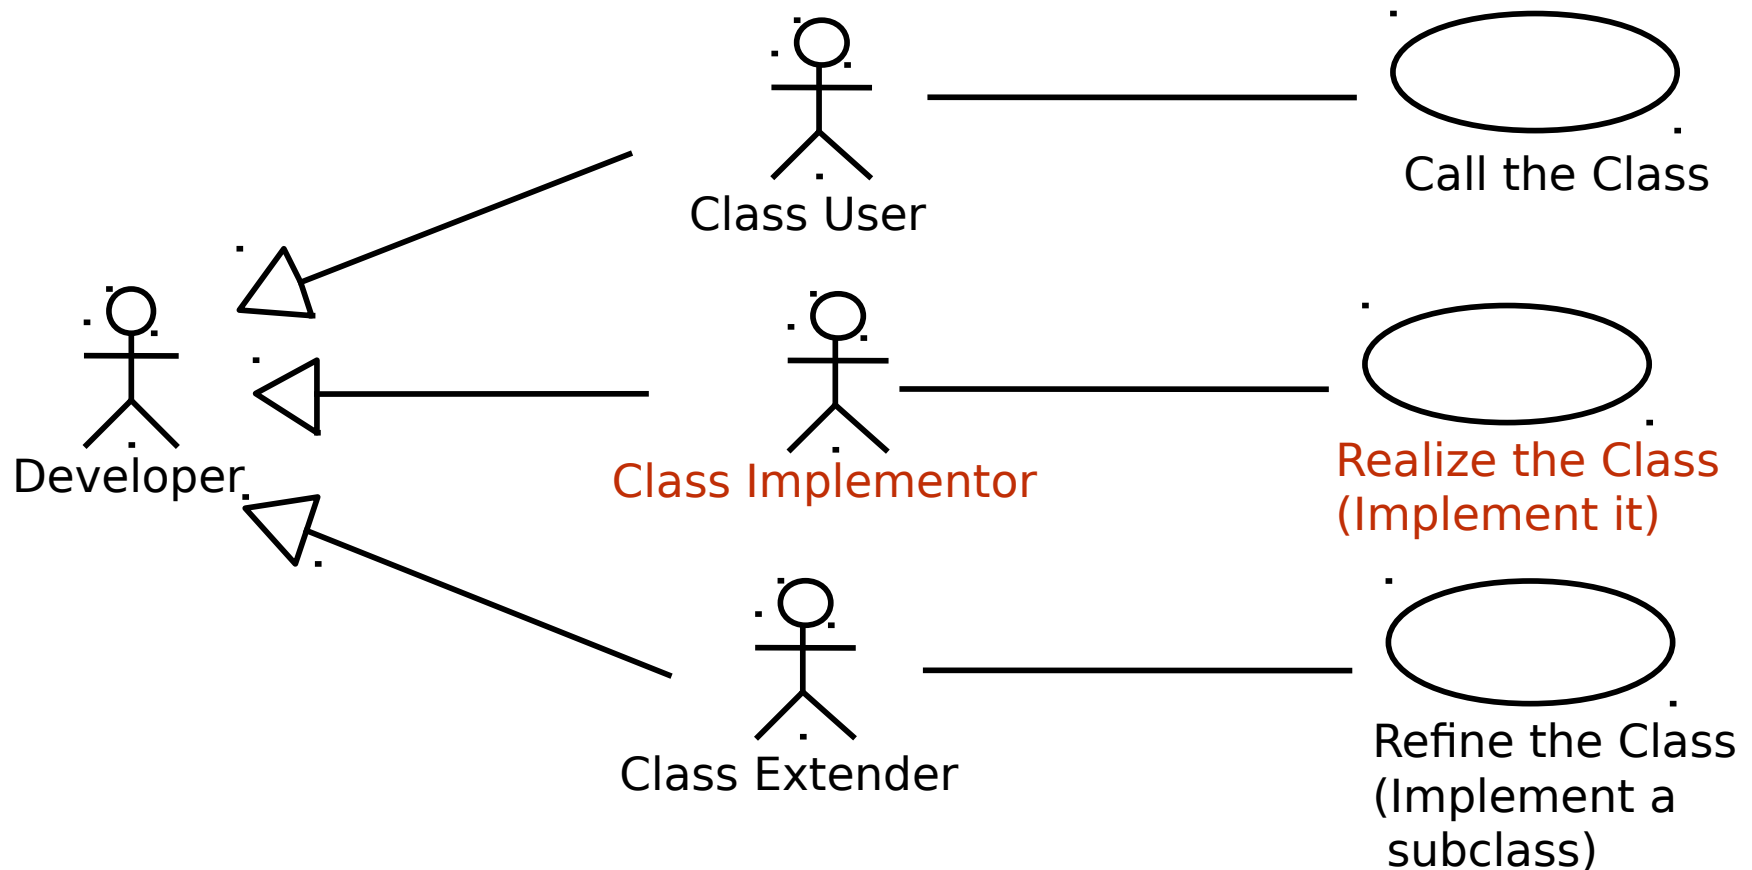 Call the Class
Class User
Developer
Class Implementor
Realize the Class
(Implement it)
Class Extender
Refine the Class
(Implement a
subclass)